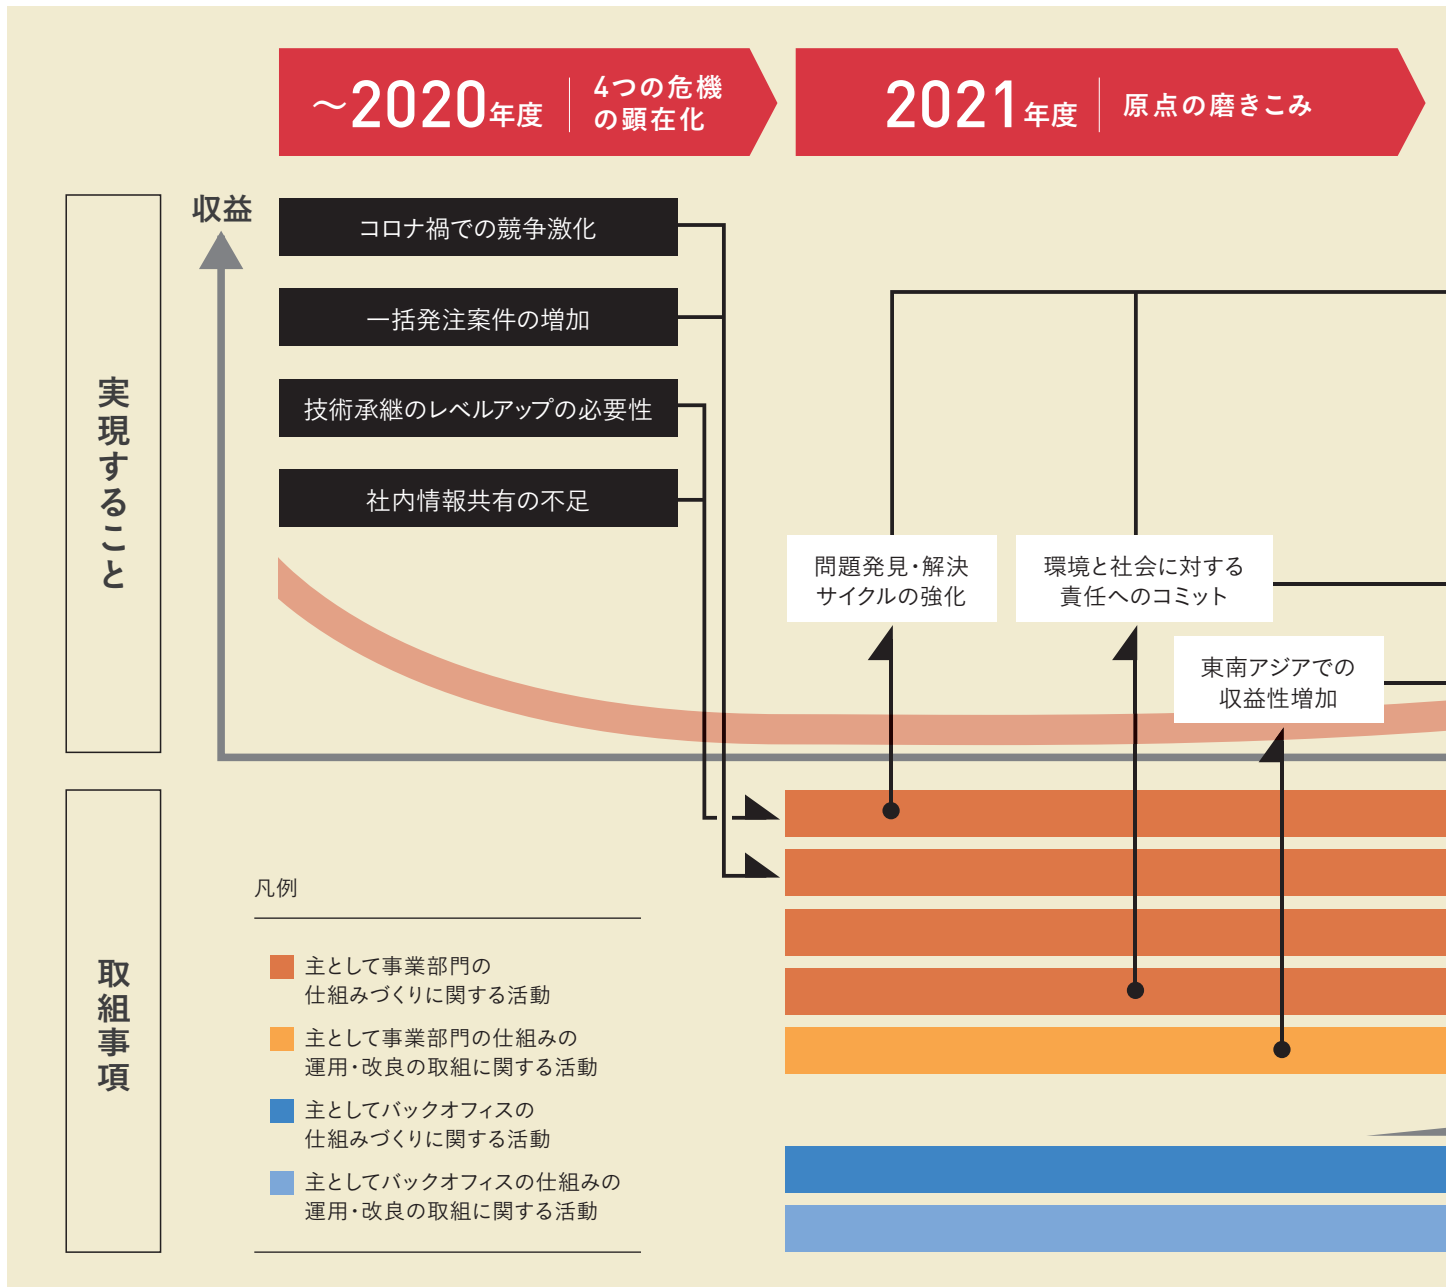 ～2020年度
4つの危機
の顕在化
2021年度
原点の磨きこみ
実現すること
収益
コロナ禍での競争激化
一括発注案件の増加
技術承継のレベルアップの必要性
社内情報共有の不足
問題発見・解決
サイクルの強化
環境と社会に対する
責任へのコミット
東南アジアでの
収益性増加
取組事項
凡例
主として事業部門の
仕組みづくりに関する活動
主として事業部門の仕組みの
運用・改良の取組に関する活動
主としてバックオフィスの
仕組みづくりに関する活動
主としてバックオフィスの仕組みの
運用・改良の取組に関する活動